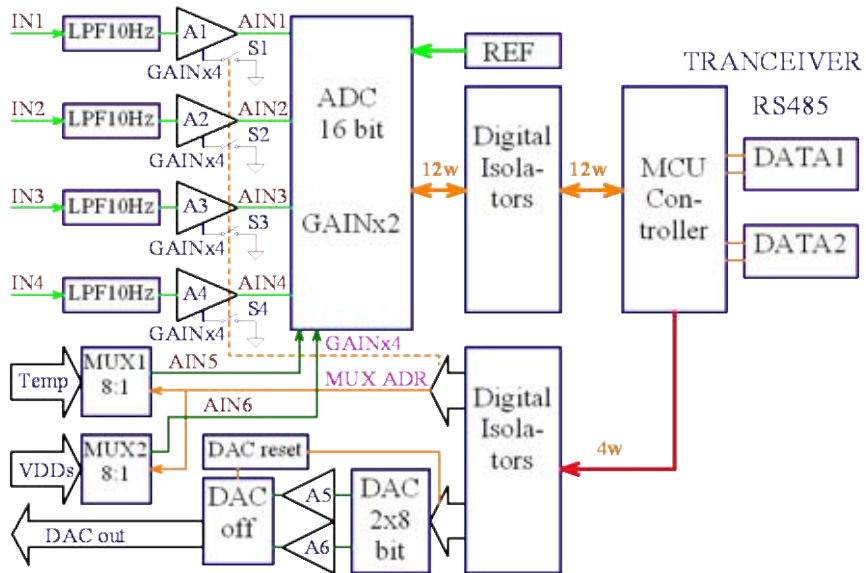 IN1
LPF10Hz
A1
AIN1
S1
GAINx4
IN2
LPF10Hz
A2
AIN2
S2
GAINx4
IN3
LPF10Hz
A3
AIN3
S3
GAINx4
IN4
LPF10Hz
A4
AIN4
S4
GAINx4
ADC
16 bit
GAINx2
REF
12w
Digital
Isola-
tors
12w
MCU
Con-
troller
TRANCEIVER
RS485
DATA1
DATA2
GAINx4
Temp
MUX1
8:1
AIN5
MUX ADR
AIN6
VDDs
MUX2
8:1
DAC reset
DAC
off
A5
A6
DAC
2x8
bit
Digital
Isola-
tors
4w
DAC out